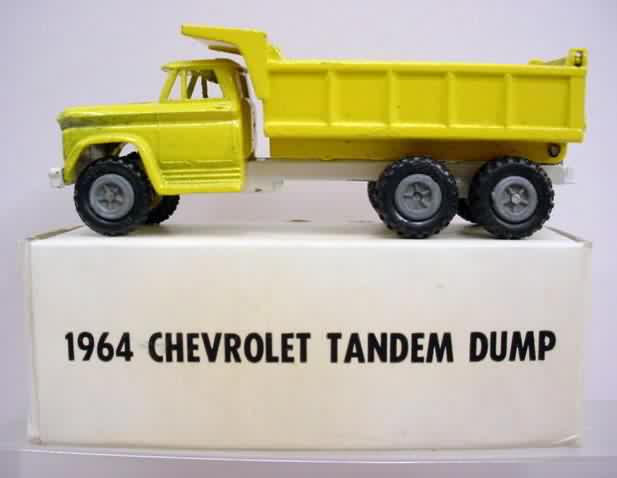 1964 CHEVROLET TANDEM DUMP